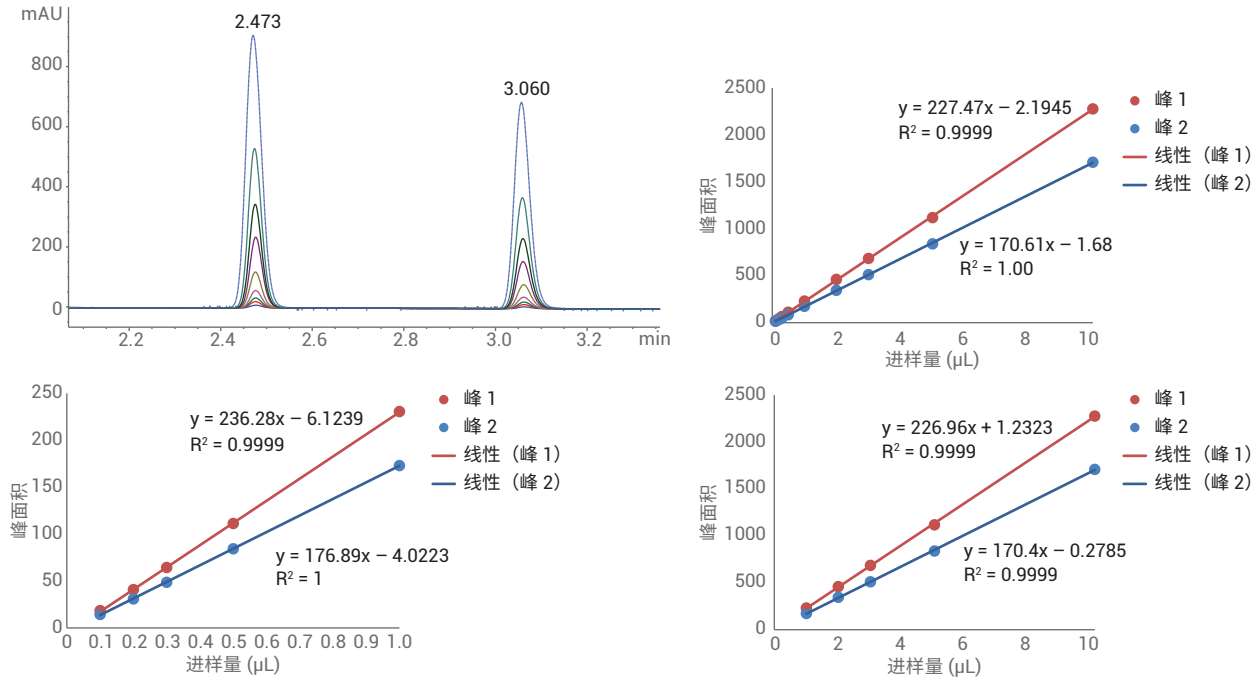 mAU
2.473
3.060
800
600
400
200
0
2.2
2.4
2.6
2.8
3.0
3.2
min
2500
2000
1500
1000
500
0
峰面积
y = 227.47x – 2.1945
R² = 0.9999
y = 170.61x – 1.68
R² = 1.00
0
2
4
6
8
10
进样量 (µL)
峰 1
峰 2
线性（峰 1）
线性（峰 2）
250
200
150
100
50
0
峰面积
y = 236.28x – 6.1239
R² = 0.9999
y = 176.89x – 4.0223
R² = 1
0
0.1
0.2
0.3
0.4
0.5
0.6
0.7
0.8
0.9
1.0
进样量 (µL)
峰 1
峰 2
线性（峰 1）
线性（峰 2）
2500
2000
1500
1000
500
0
峰面积
y = 226.96x + 1.2323
R² = 0.9999
y = 170.4x – 0.2785
R² = 0.9999
0
2
4
6
8
10
进样量 (µL)
峰 1
峰 2
线性（峰 1）
线性（峰 2）